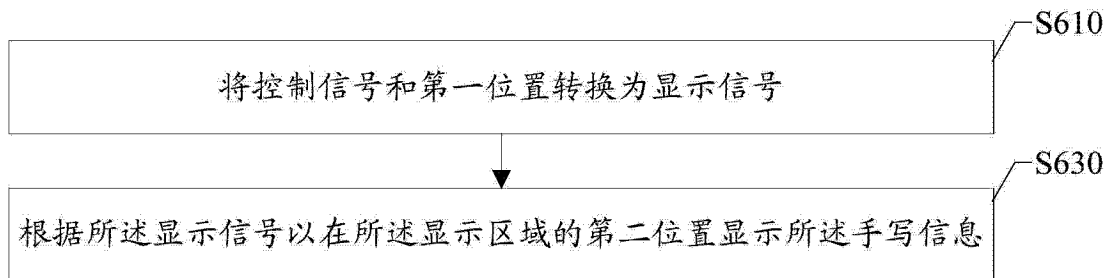 S610
将控制信号和第一位置转换为显示信号
S630
根据所述显示信号以在所述显示区域的第二位置显示所述手写信息